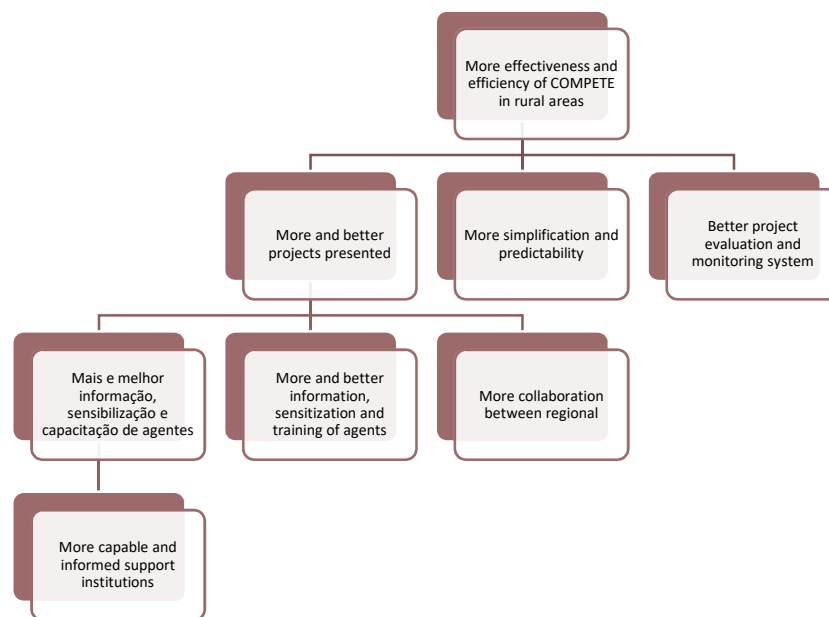 More effectiveness and
efficiency of COMPETE
in rural areas
More and better
projects presented
More simplification and
predictability
Better project
evaluation and
monitoring system
Mais e melhor
informação,
sensibilização e
capacitação de agentes
More and better
information,
sensitization and
training of agents
More collaboration
between regional
More capable and
informed support
institutions